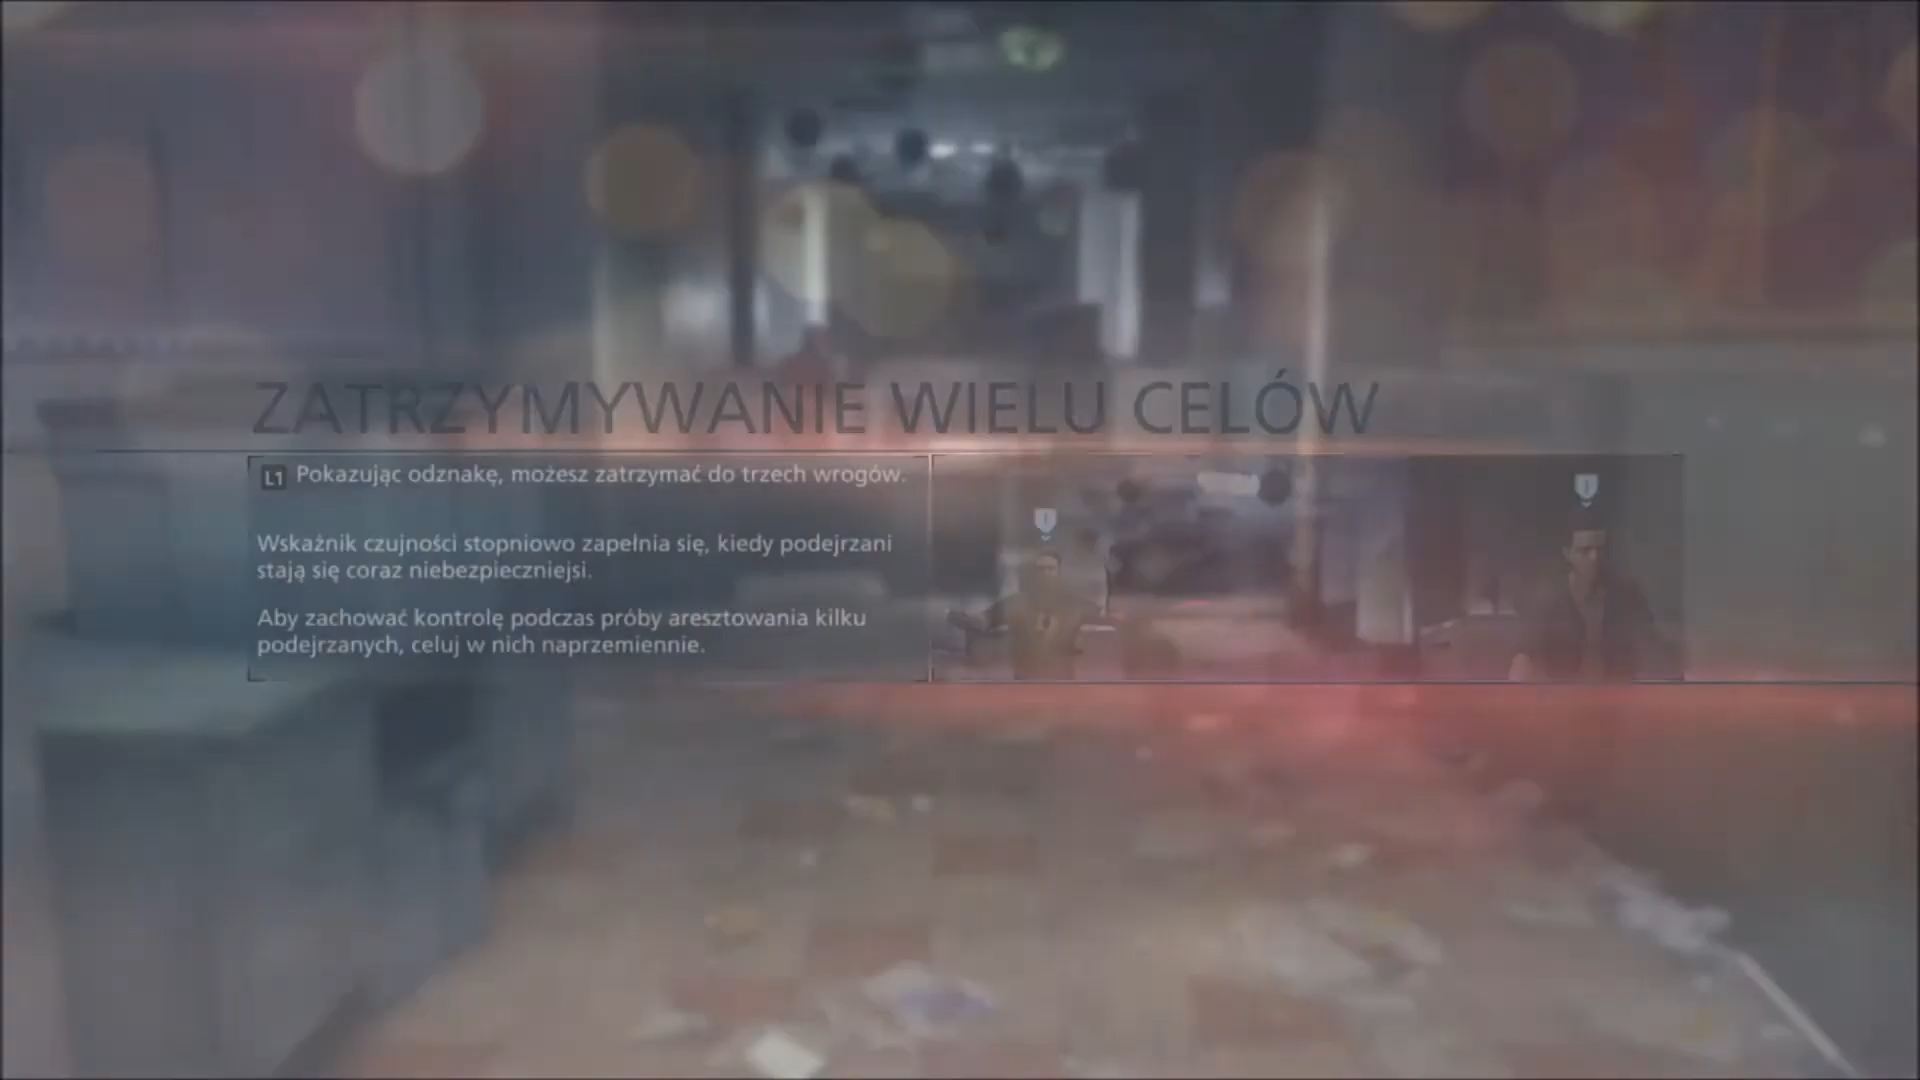 ZATRZYMYWANIE WIELU CELÓW
L1 Pokazując odznakę, możesz zatrzymać do trzech wrogów.
Wskaźnik czujności stopniowo zapełnia się, kiedy podejrzani
stają się coraz niebezpieczniejsi.
Aby zachować kontrolę podczas próby aresztowania kilku
podejrzanych, celuj w nich naprzemiennie.